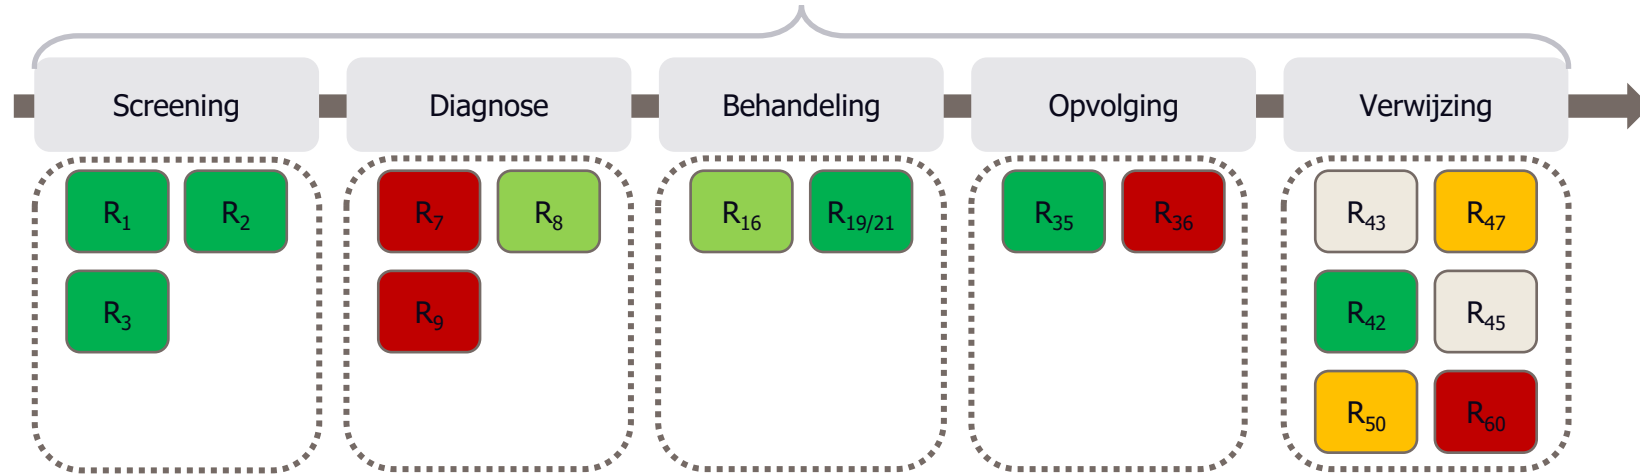 Screening
Diagnose
Behandeling
Opvolging
Verwijzing
R1 R2
R3
R7 R8
R9
R16 R19/21
R35 R36
R43 R47
R42 R45
R50 R60